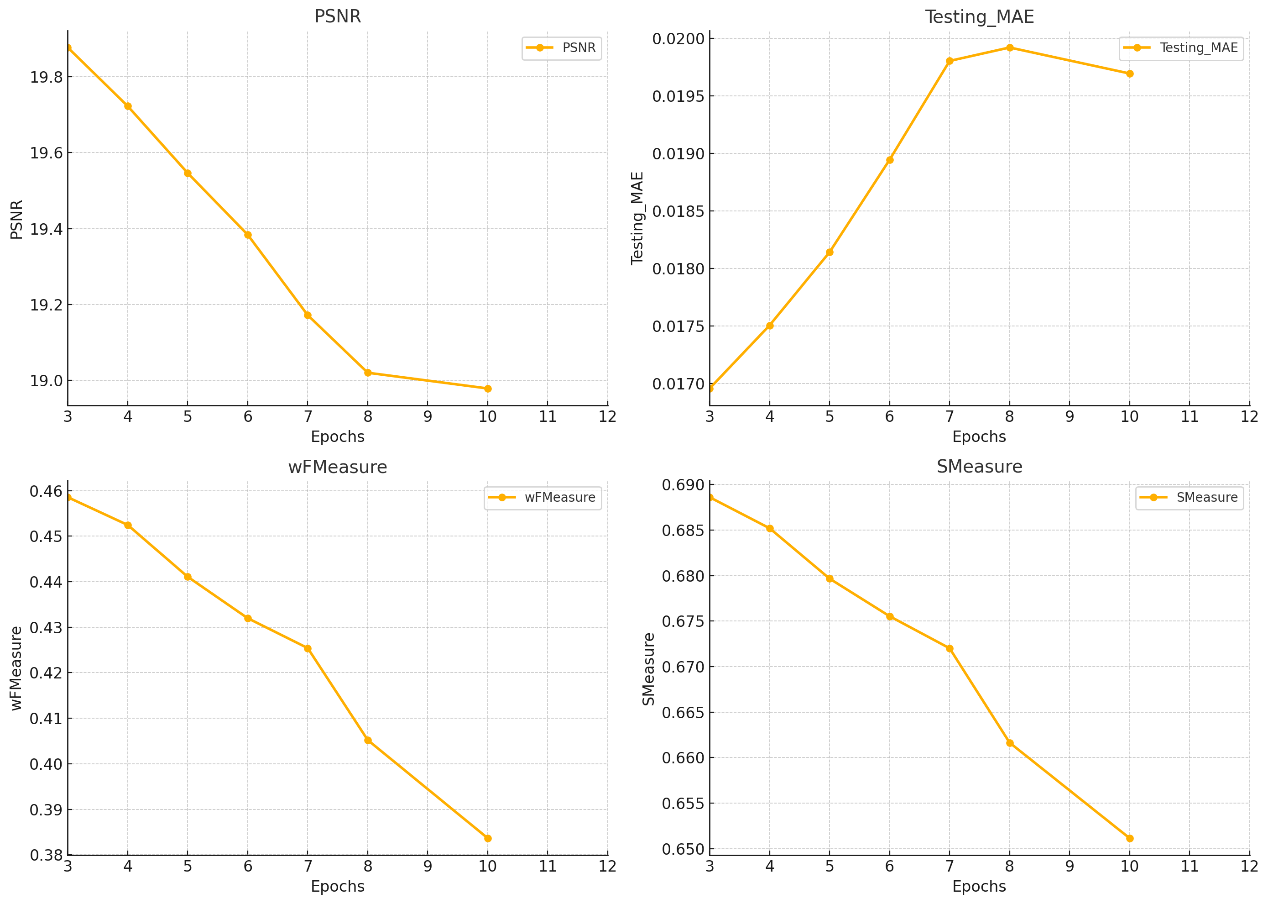 PSNR
PSNR
19.8
19.6
19.4
19.2
19.0
PSNR
3 4 5 6 7 8 9 10 11 12
Epochs
Testing_MAE
Testing_MAE
0.0200
0.0195
0.0190
0.0185
0.0180
0.0175
0.0170
Testing_MAE
3 4 5 6 7 8 9 10 11 12
Epochs
wFMeasure
wFMeasure
0.46
0.45
0.44
0.43
0.42
0.41
0.40
0.39
0.38
wFMeasure
3 4 5 6 7 8 9 10 11 12
Epochs
SMeasure
SMeasure
0.690
0.685
0.680
0.675
0.670
0.665
0.660
0.655
0.650
SMeasure
3 4 5 6 7 8 9 10 11 12
Epochs